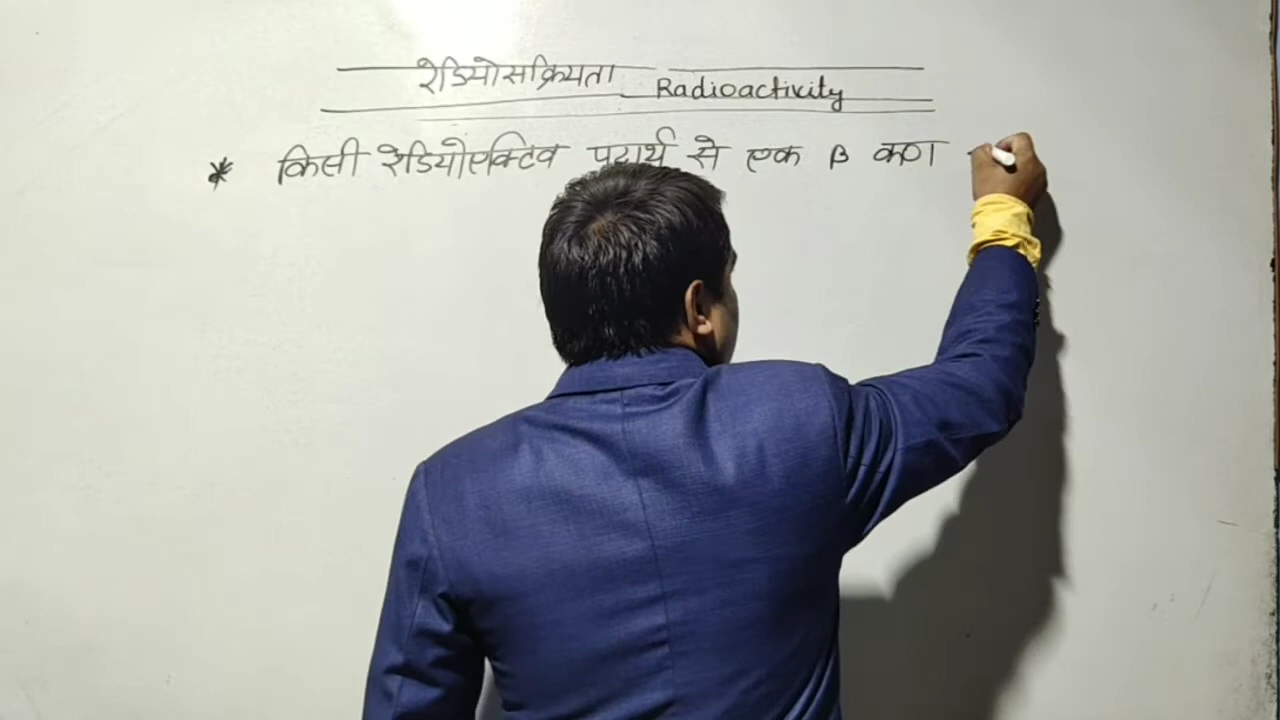 रेडियोसक्रियता Radioactivity
* किसी रेडियोएक्टिव पदार्थ से एक β कण